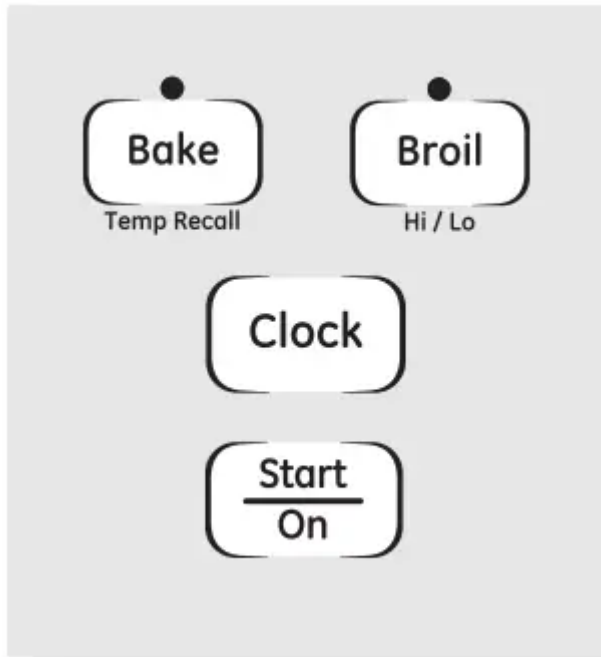 Bake
Broil
Temp Recall
Hi / Lo
Clock
Start
On